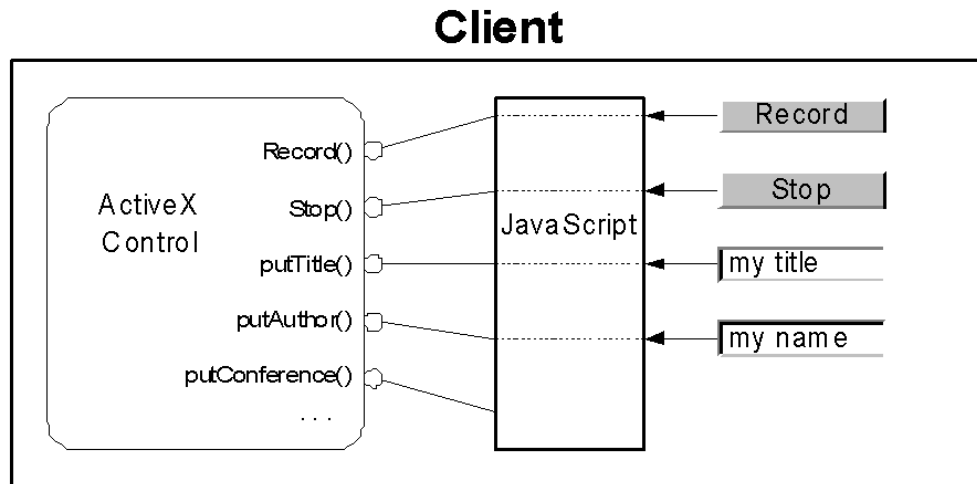 Client
ActiveX
Control
Record()
Stop()
putTitle()
putAuthor()
putConference()
...
JavaScript
Record
Stop
my title
my name